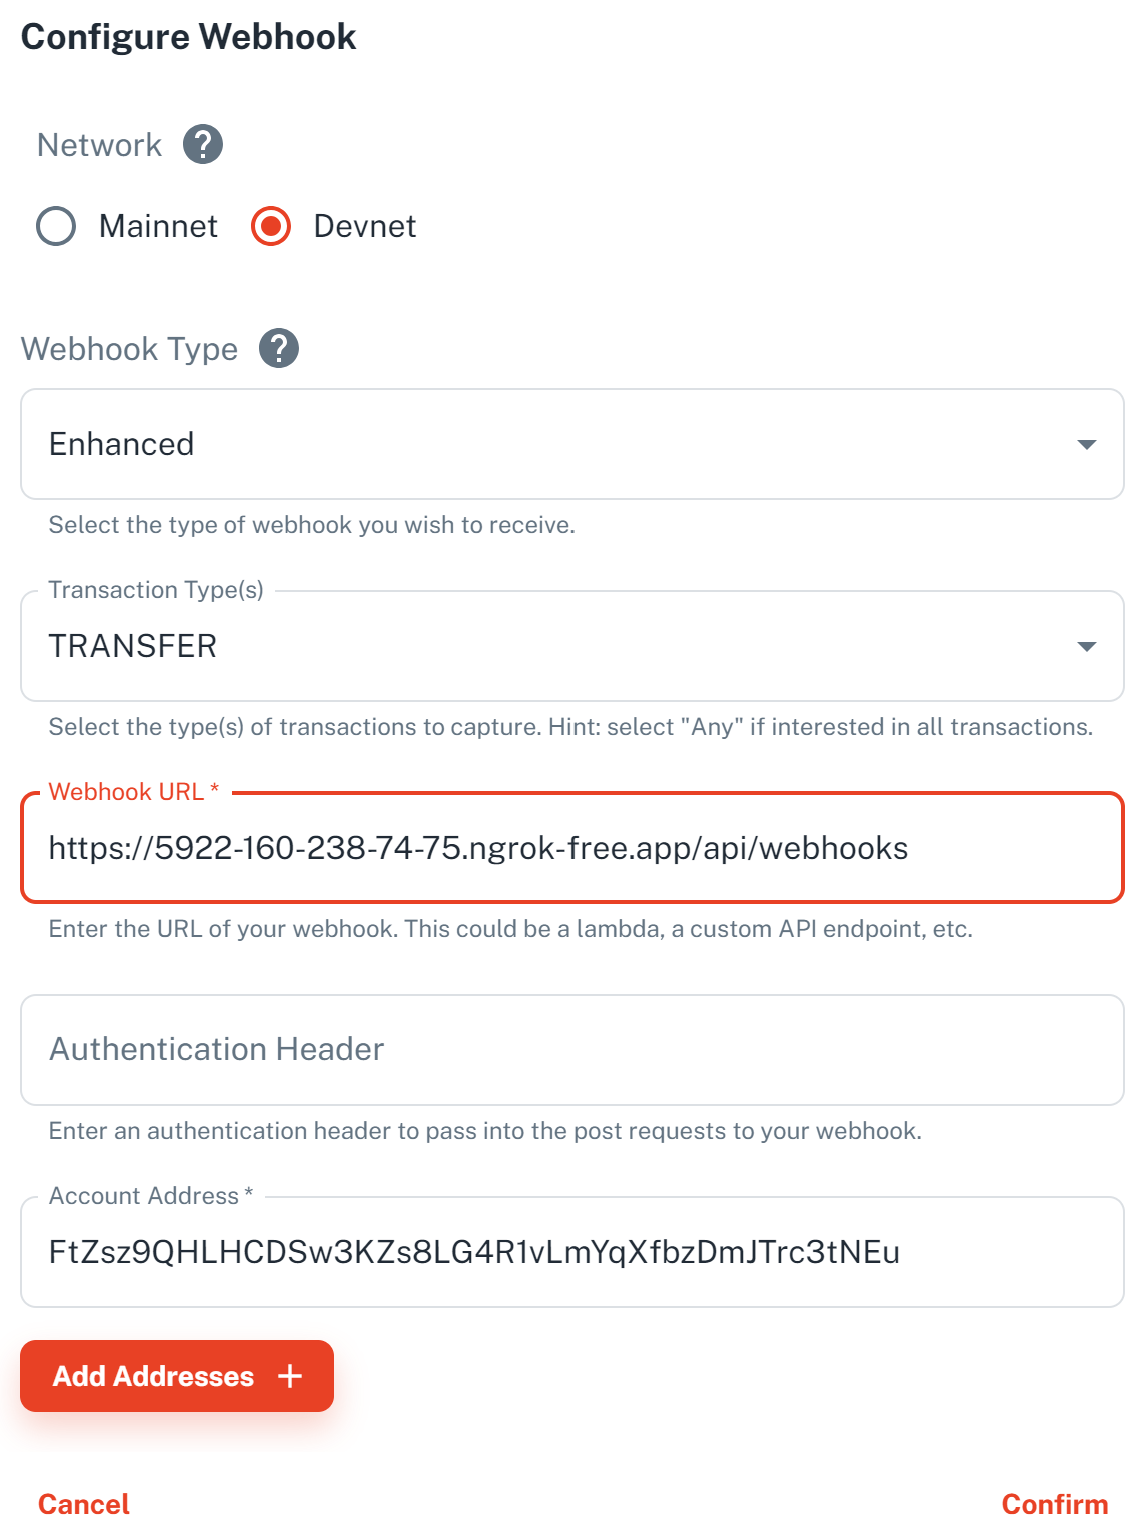 Configure Webhook
Network ?
Mainnet Devnet
Webhook Type ?
Enhanced
Select the type of webhook you wish to receive.
Transaction Type(s)
TRANSFER
Select the type(s) of transactions to capture. Hint: select "Any" if interested in all transactions.
Webhook URL *
https://5922-160-238-74-75.ngrok-free.app/api/webhooks
Enter the URL of your webhook. This could be a lambda, a custom API endpoint, etc.
Authentication Header
Enter an authentication header to pass into the post requests to your webhook.
Account Address *
FtZsz9QHLHCDSw3KZs8LG4R1vLmYqXfbzDmJTrc3tNEu
Add Addresses +
Cancel Confirm